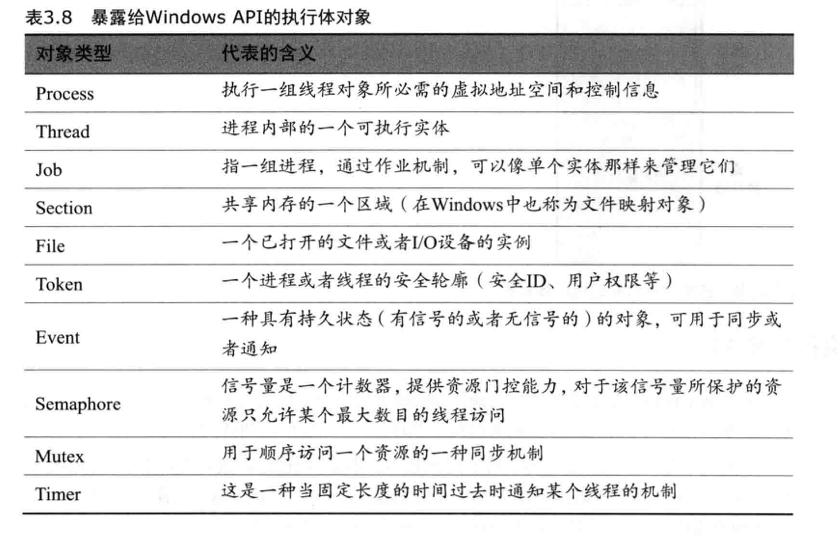 表3.8 暴露给Windows API的执行体对象
对象类型 代表的含义
Process 执行一组线程对象所必需的虚拟地址空间和控制信息
Thread 进程内部的一个可执行实体
Job 指一组进程，通过作业机制，可以像单个实体那样来管理它们
Section 共享内存的一个区域（在Windows中也称为文件映射对象）
File 一个已打开的文件或者I/O设备的实例
Token 一个进程或者线程的安全轮廓（安全ID、用户权限等）
Event 一种具有持久状态（有信号的或者无信号的）的对象，可用于同步或
者通知
Semaphore 信号量是一个计数器，提供资源门控能力，对于该信号量所保护的资
源只允许某个最大数目的线程访问
Mutex 用于顺序访问一个资源的一种同步机制
Timer 这是一种当固定长度的时间过去时通知某个线程的机制